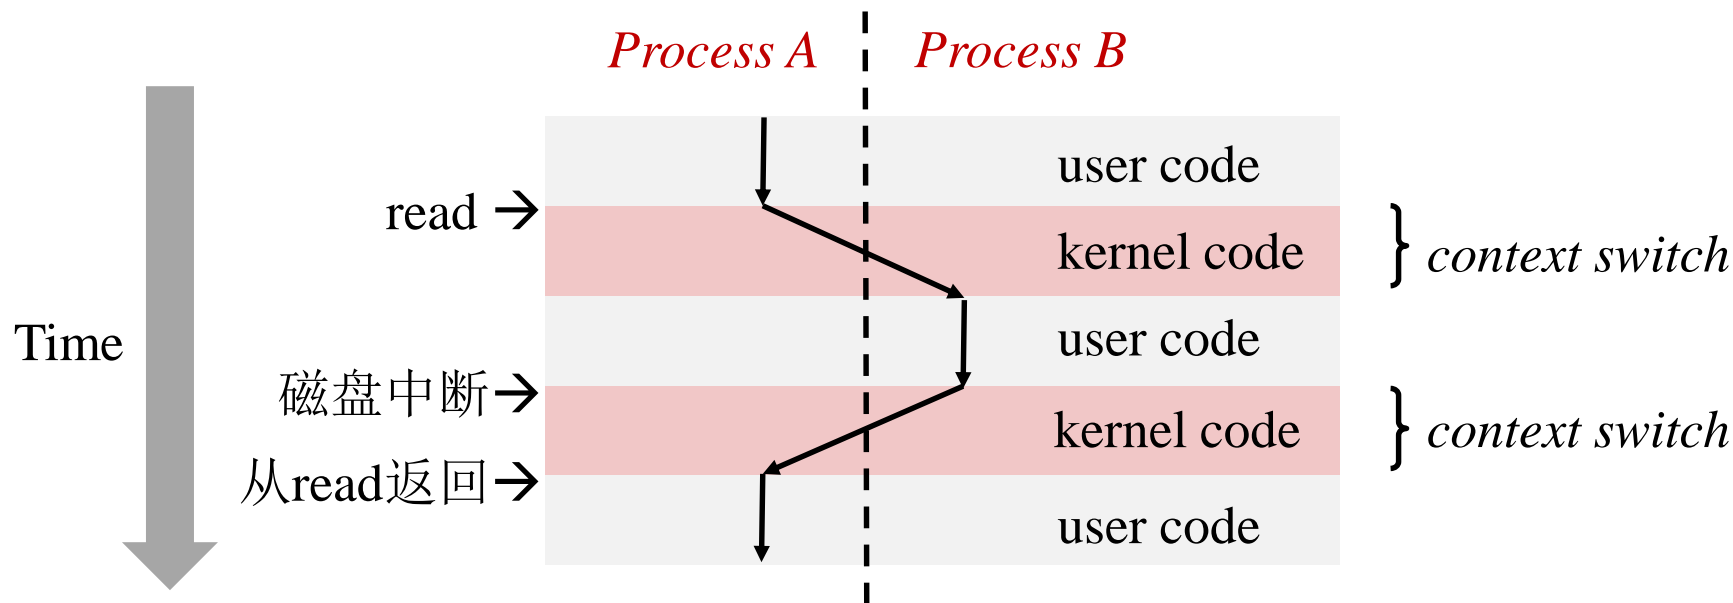 Process A
Process B
user code
read
kernel code
context switch
Time
user code
磁盘中断
kernel code
context switch
从read返回
user code